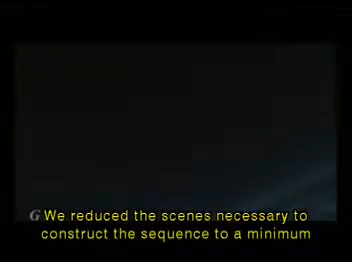 G We reduced the scenes necessary to
construct the sequence to a minimum